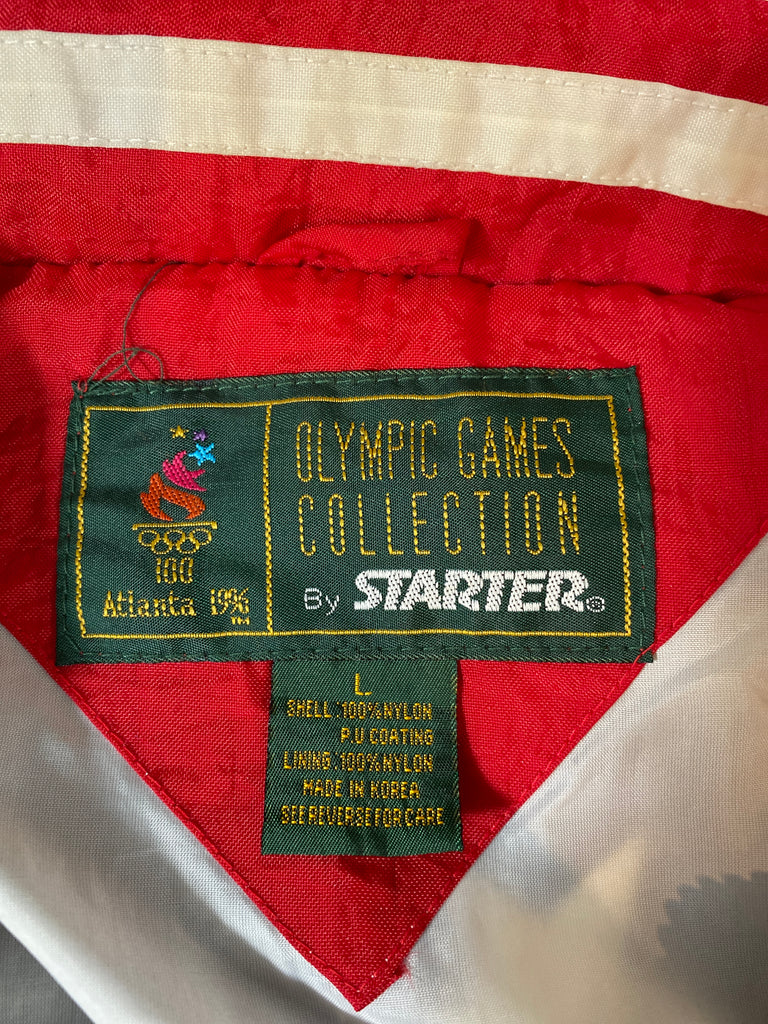 OLYMPIC GAMES
COLLECTION
By STARTER®
100
Atlanta 1996
TM
L
SHELL:100%NYLON
P.U COATING
LINING:100%NYLON
MADE IN KOREA
SEE REVERSE FOR CARE